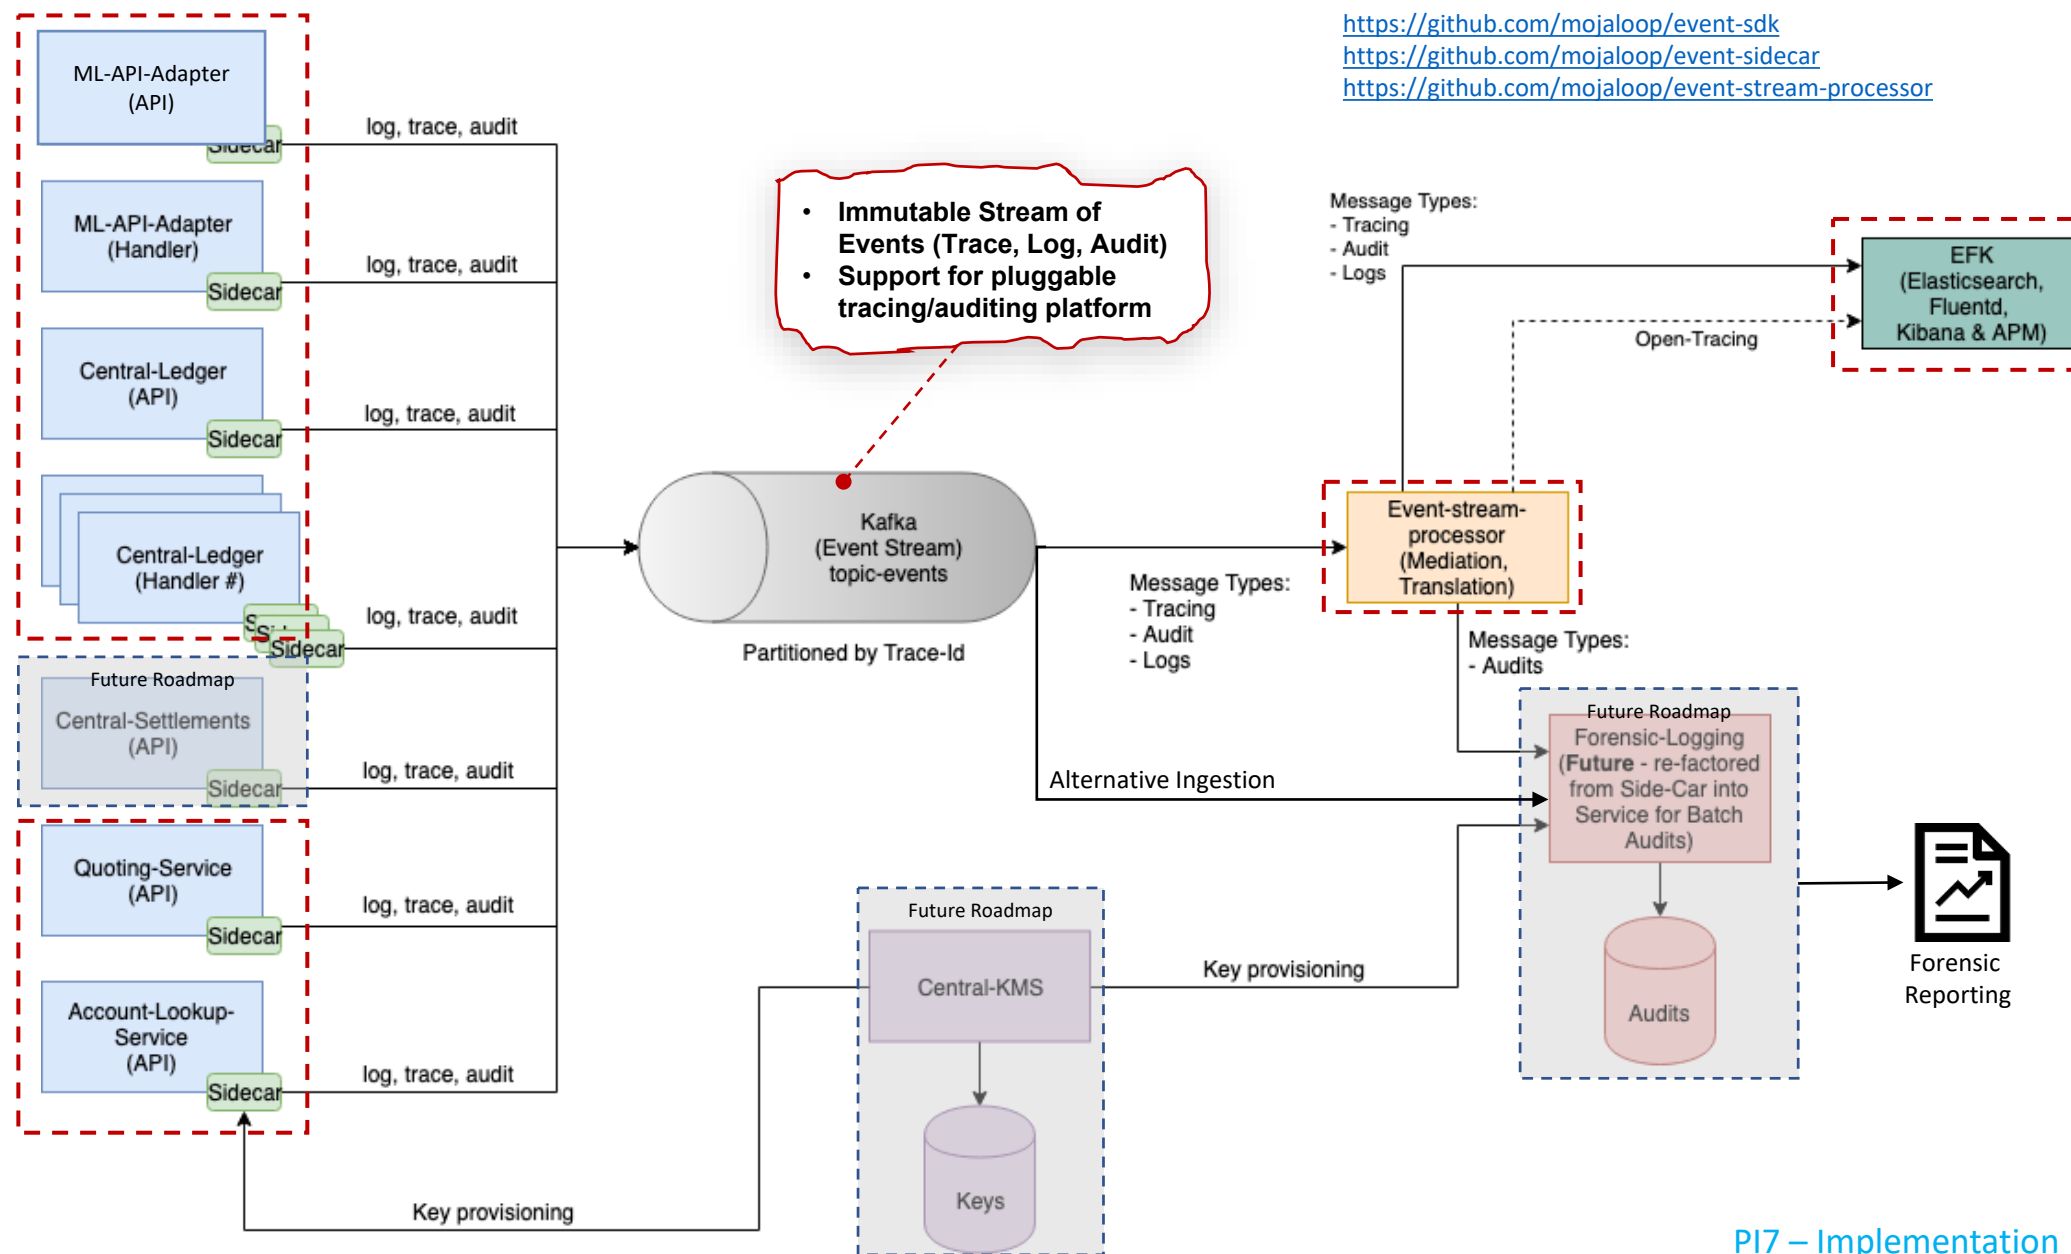 https://github.com/mojaloop/event-sdk
https://github.com/mojaloop/event-sidecar
https://github.com/mojaloop/event-stream-processor
ML-API-Adapter
(API)
Sidecar
log, trace, audit
ML-API-Adapter
(Handler)
Sidecar
log, trace, audit
Central-Ledger
(API)
Sidecar
log, trace, audit
Central-Ledger
(Handler #)
Sidecar
log, trace, audit
Future Roadmap
Central-Settlements
(API)
Sidecar
log, trace, audit
Quoting-Service
(API)
Sidecar
log, trace, audit
Account-Lookup-
Service
(API)
Sidecar
log, trace, audit
Key provisioning
• Immutable Stream of
Events (Trace, Log, Audit)
• Support for pluggable
tracing/auditing platform
Kafka
(Event Stream)
topic-events
Partitioned by Trace-Id
Message Types:
- Tracing
- Audit
- Logs
Alternative Ingestion
Future Roadmap
Central-KMS
Keys
Key provisioning
Message Types:
- Tracing
- Audit
- Logs
Open-Tracing
EFK
(Elasticsearch,
Fluentd,
Kibana & APM)
Event-stream-
processor
(Mediation,
Translation)
Message Types:
- Audits
Future Roadmap
Forensic-Logging
(Future - re-factored
from Side-Car into
Service for Batch
Audits)
Audits
Forensic
Reporting
PI7 – Implementation